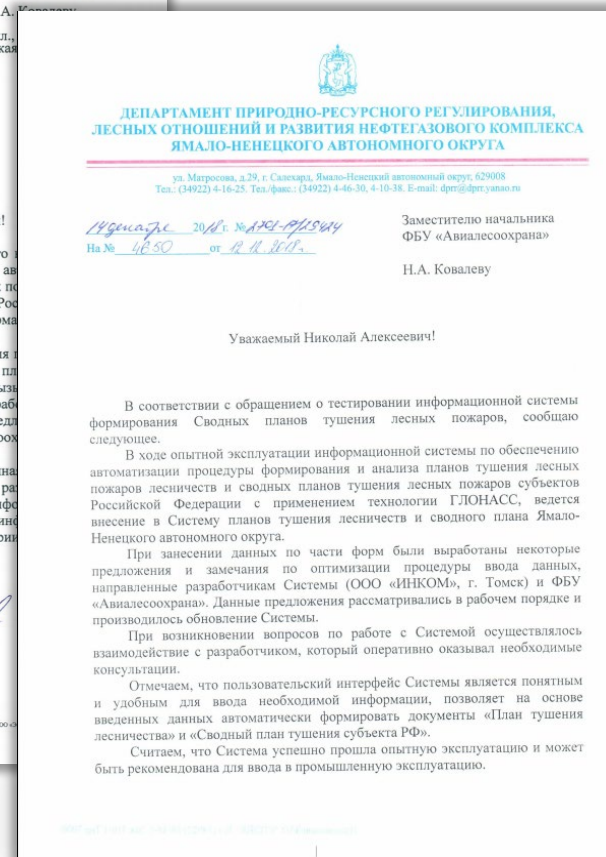 ДЕПАРТАМЕНТ ПРИРОДНО-РЕСУРСНОГО РЕГУЛИРОВАНИЯ,
ЛЕСНЫХ ОТНОШЕНИЙ И РАЗВИТИЯ НЕФТЕГАЗОВОГО КОМПЛЕКСА
ЯМАЛО-НЕНЕЦКОГО АВТОНОМНОГО ОКРУГА
ул. Матросова, д.29, г. Салехард, Ямало-Ненецкий автономный округ, 629008
Тел.: (34922) 4-16-25. Тел./факс.: (34922) 4-46-30, 4-10-38. E-mail: dprr@dprr.yanao.ru
14 декабря 2018 г. №
На № 4650 от 12.12.2018г.
Заместителю начальника
ФБУ «Авиалесоохрана»
Н.А. Ковалеву
Уважаемый Николай Алексеевич!
В соответствии с обращением о тестировании информационной системы
формирования Сводных планов тушения лесных пожаров, сообщаю
следующее.
В ходе опытной эксплуатации информационной системы по обеспечению
автоматизации процедуры формирования и анализа планов тушения лесных
пожаров лесничеств и сводных планов тушения лесных пожаров субъектов
Российской Федерации с применением технологии ГЛОНАСС, ведется
внесение в Систему планов тушения лесничеств и сводного плана Ямало-
Ненецкого автономного округа.
При занесении данных по части форм были выработаны некоторые
предложения и замечания по оптимизации процедуры ввода данных,
направленные разработчикам Системы (ООО «ИНКОМ», г. Томск) и ФБУ
«Авиалесоохрана». Данные предложения рассматривались в рабочем порядке и
производилось обновление Системы.
При возникновении вопросов по работе с Системой осуществлялось
взаимодействие с разработчиком, который оперативно оказывал необходимые
консультации.
Отмечаем, что пользовательский интерфейс Системы является понятным
и удобным для ввода необходимой информации, позволяет на основе
введенных данных автоматически формировать документы «План тушения
лесничества» и «Сводный план тушения субъекта РФ».
Считаем, что Система успешно прошла опытную эксплуатацию и может
быть рекомендована для ввода в промышленную эксплуатацию.